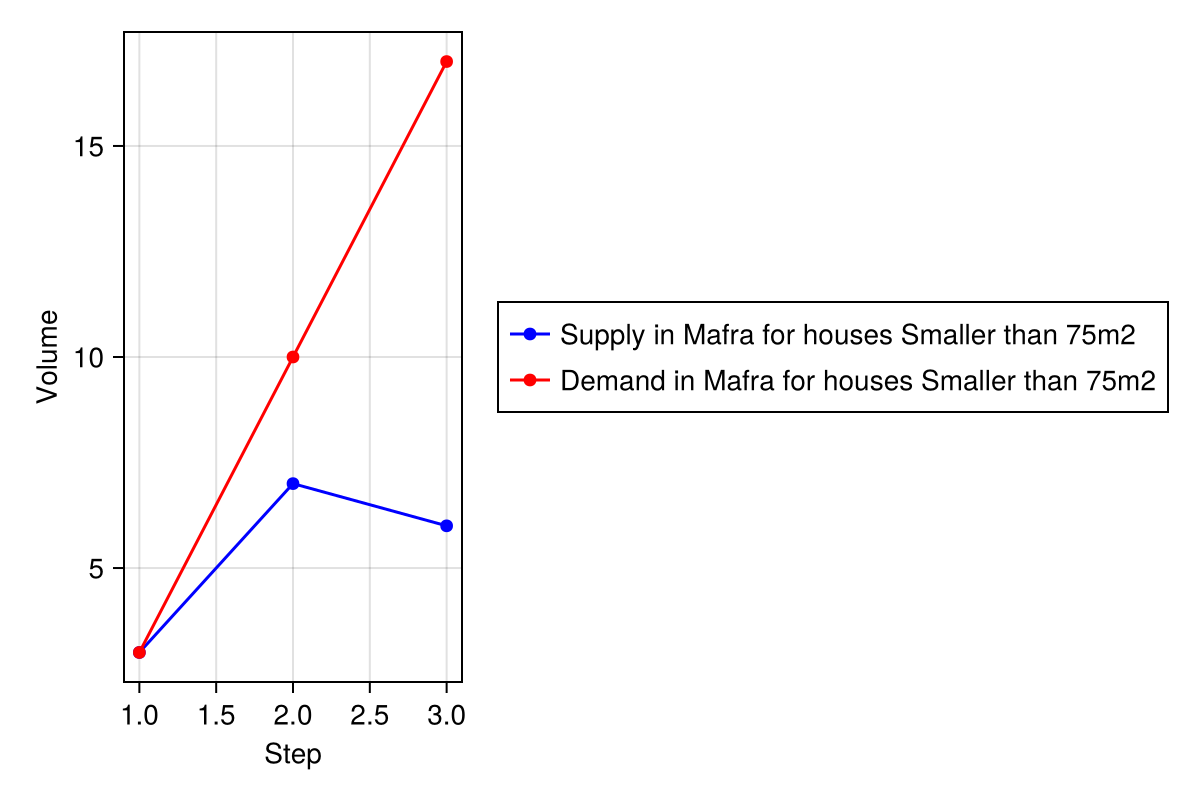 15
10
5
Volume
1.0 1.5 2.0 2.5 3.0
Step
Supply in Mafra for houses Smaller than 75m2
Demand in Mafra for houses Smaller than 75m2